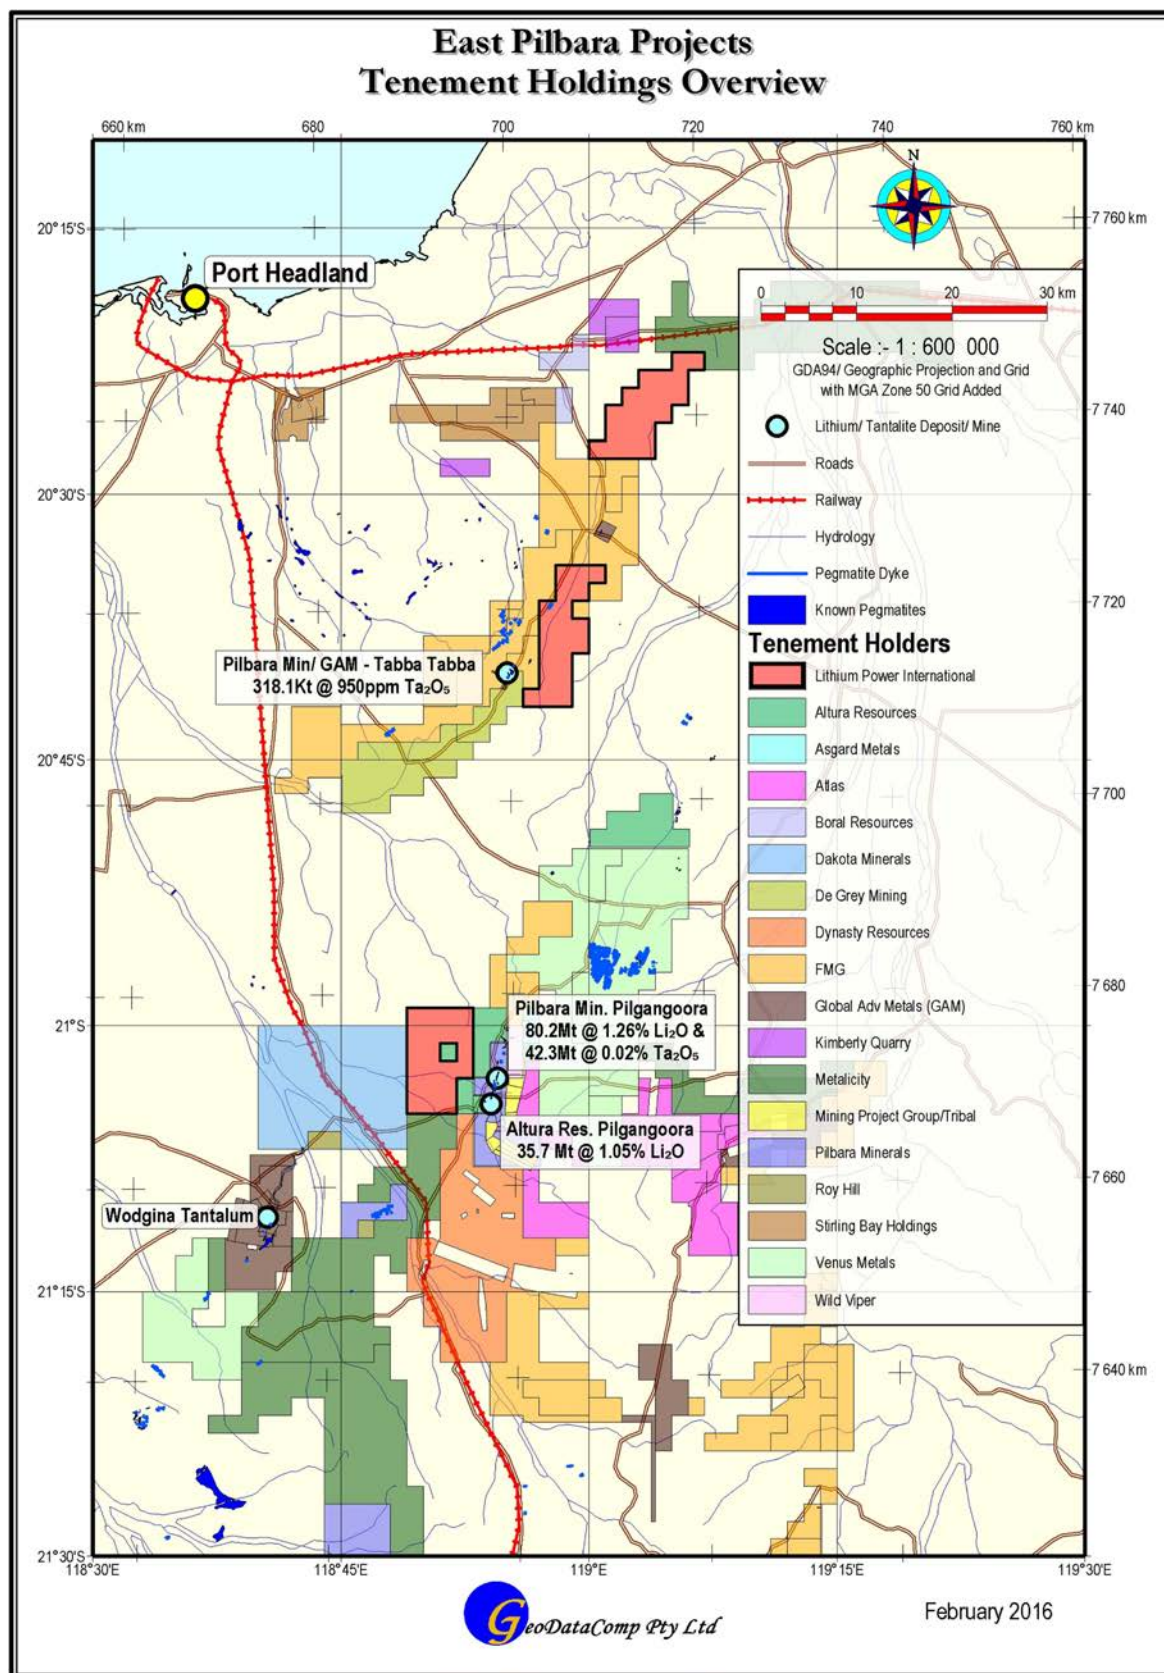 East Pilbara Projects
Tenement Holdings Overview
660 km
680
700
720
740
760 km
N
20°15'S
7 760 km
Port Headland
0
10
20
30 km
Scale :- 1 : 600 000
GDA94/ Geographic Projection and Grid
with MGA Zone 50 Grid Added
7 740
Lithium/ Tantalite Deposit/ Mine
Roads
20°30'S
Railway
Hydrology
Pegmatite Dyke
7 720
Known Pegmatites
Tenement Holders
Pilbara Min/ GAM - Tabba Tabba
318.1Kt @ 950ppm Ta₂O₅
Lithium Power International
Altura Resources
Asgard Metals
20°45'S
Atlas
7 700
Boral Resources
Dakota Minerals
De Grey Mining
Dynasty Resources
FMG
7 680
Global Adv Metals (GAM)
Pilbara Min. Pilgangoora
80.2Mt @ 1.26% Li₂O &
42.3Mt @ 0.02% Ta₂O₅
21°S
Kimberly Quarry
Metalicity
Mining Project Group/Tribal
Altura Res. Pilgangoora
35.7 Mt @ 1.05% Li₂O
Pilbara Minerals
7 660
Roy Hill
Wodgina Tantalum
Stirling Bay Holdings
Venus Metals
21°15'S
Wild Viper
7 640 km
21°30'S
118°30'E
118°45'E
119°E
119°15'E
119°30'E
GeoDataComp Pty Ltd
February 2016